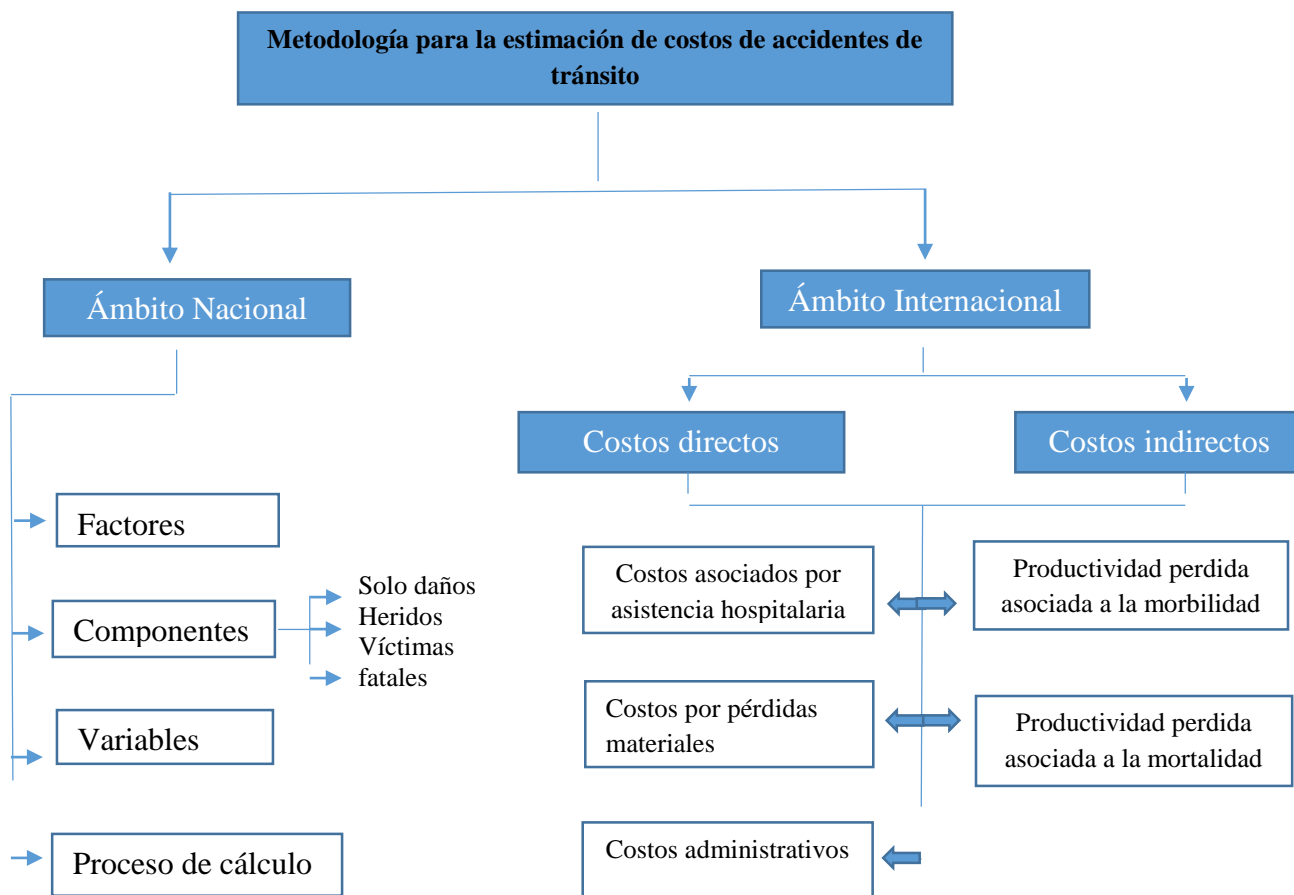 Metodología para la estimación de costos de accidentes de
tránsito
Ámbito Nacional
Ámbito Internacional
Costos directos
Costos indirectos
Factores
Componentes
Solo daños
Heridos
Víctimas
fatales
Variables
Proceso de cálculo
Costos asociados por
asistencia hospitalaria
Productividad perdida
asociada a la morbilidad
Costos por pérdidas
materiales
Productividad perdida
asociada a la mortalidad
Costos administrativos